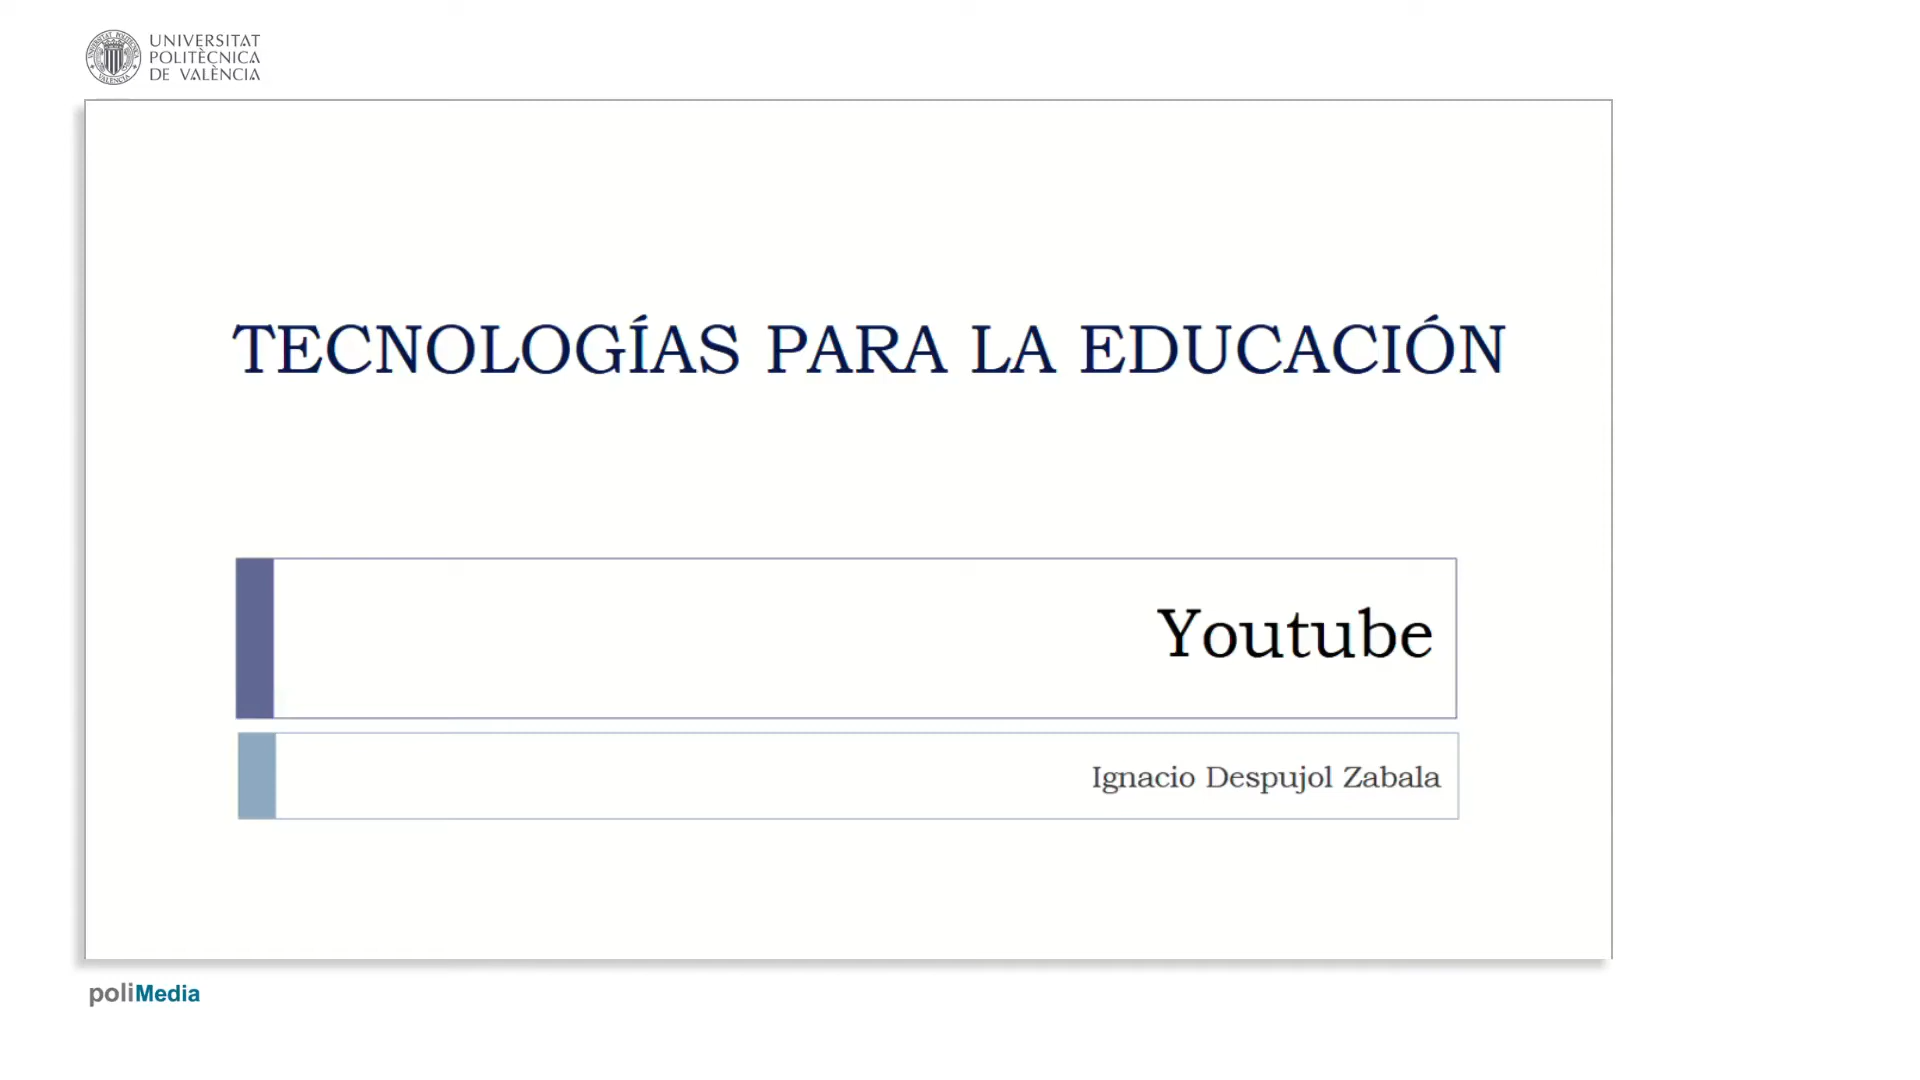 UNIVERSITAT
POLITÈCNICA
DE VALÈNCIA
TECNOLOGÍAS PARA LA EDUCACIÓN
Youtube
Ignacio Despujol Zabala
poliMedia